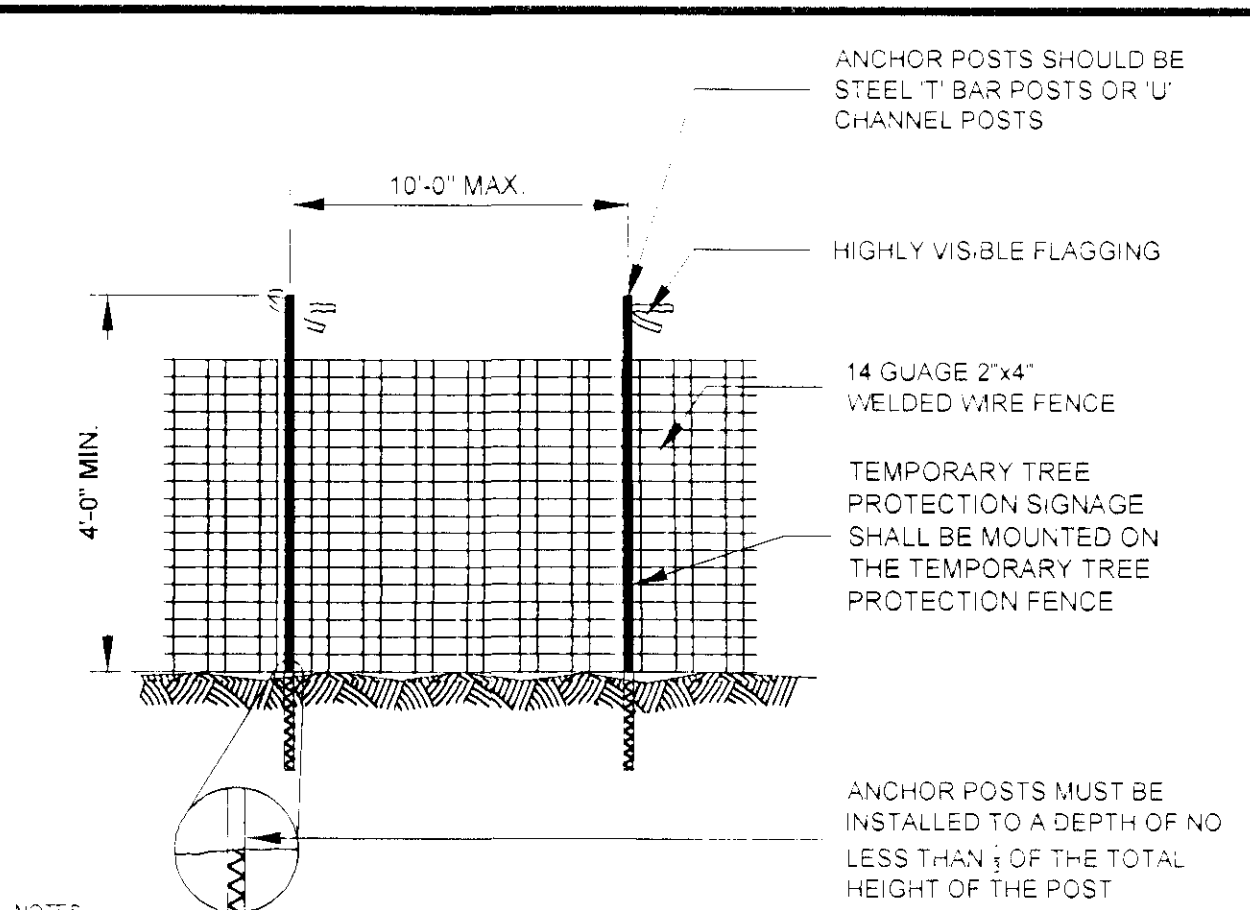 ANCHOR POSTS SHOULD BE
STEEL 'T' BAR POSTS OR 'U'
CHANNEL POSTS
10'-0" MAX.
HIGHLY VISIBLE FLAGGING
4'-0" MIN.
14 GUAGE 2"x4"
WELDED WIRE FENCE
TEMPORARY TREE
PROTECTION SIGNAGE
SHALL BE MOUNTED ON
THE TEMPORARY TREE
PROTECTION FENCE
ANCHOR POSTS MUST BE
INSTALLED TO A DEPTH OF NO
LESS THAN 1/3 OF THE TOTAL
HEIGHT OF THE POST
NOTES